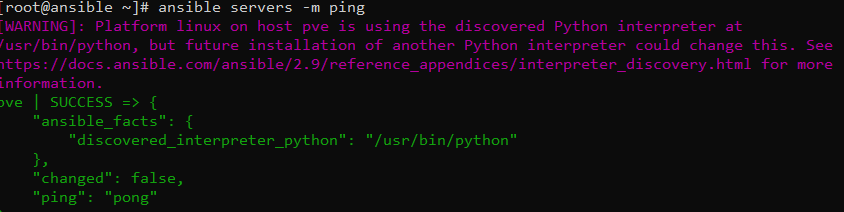 [root@ansible ~]# ansible servers -m ping
[WARNING]: Platform linux on host pve is using the discovered Python interpreter at
/usr/bin/python, but future installation of another Python interpreter could change this. See
https://docs.ansible.com/ansible/2.9/reference_appendices/interpreter_discovery.html for more
information.
pve | SUCCESS => {
    "ansible_facts": {
        "discovered_interpreter_python": "/usr/bin/python"
    },
    "changed": false,
    "ping": "pong"